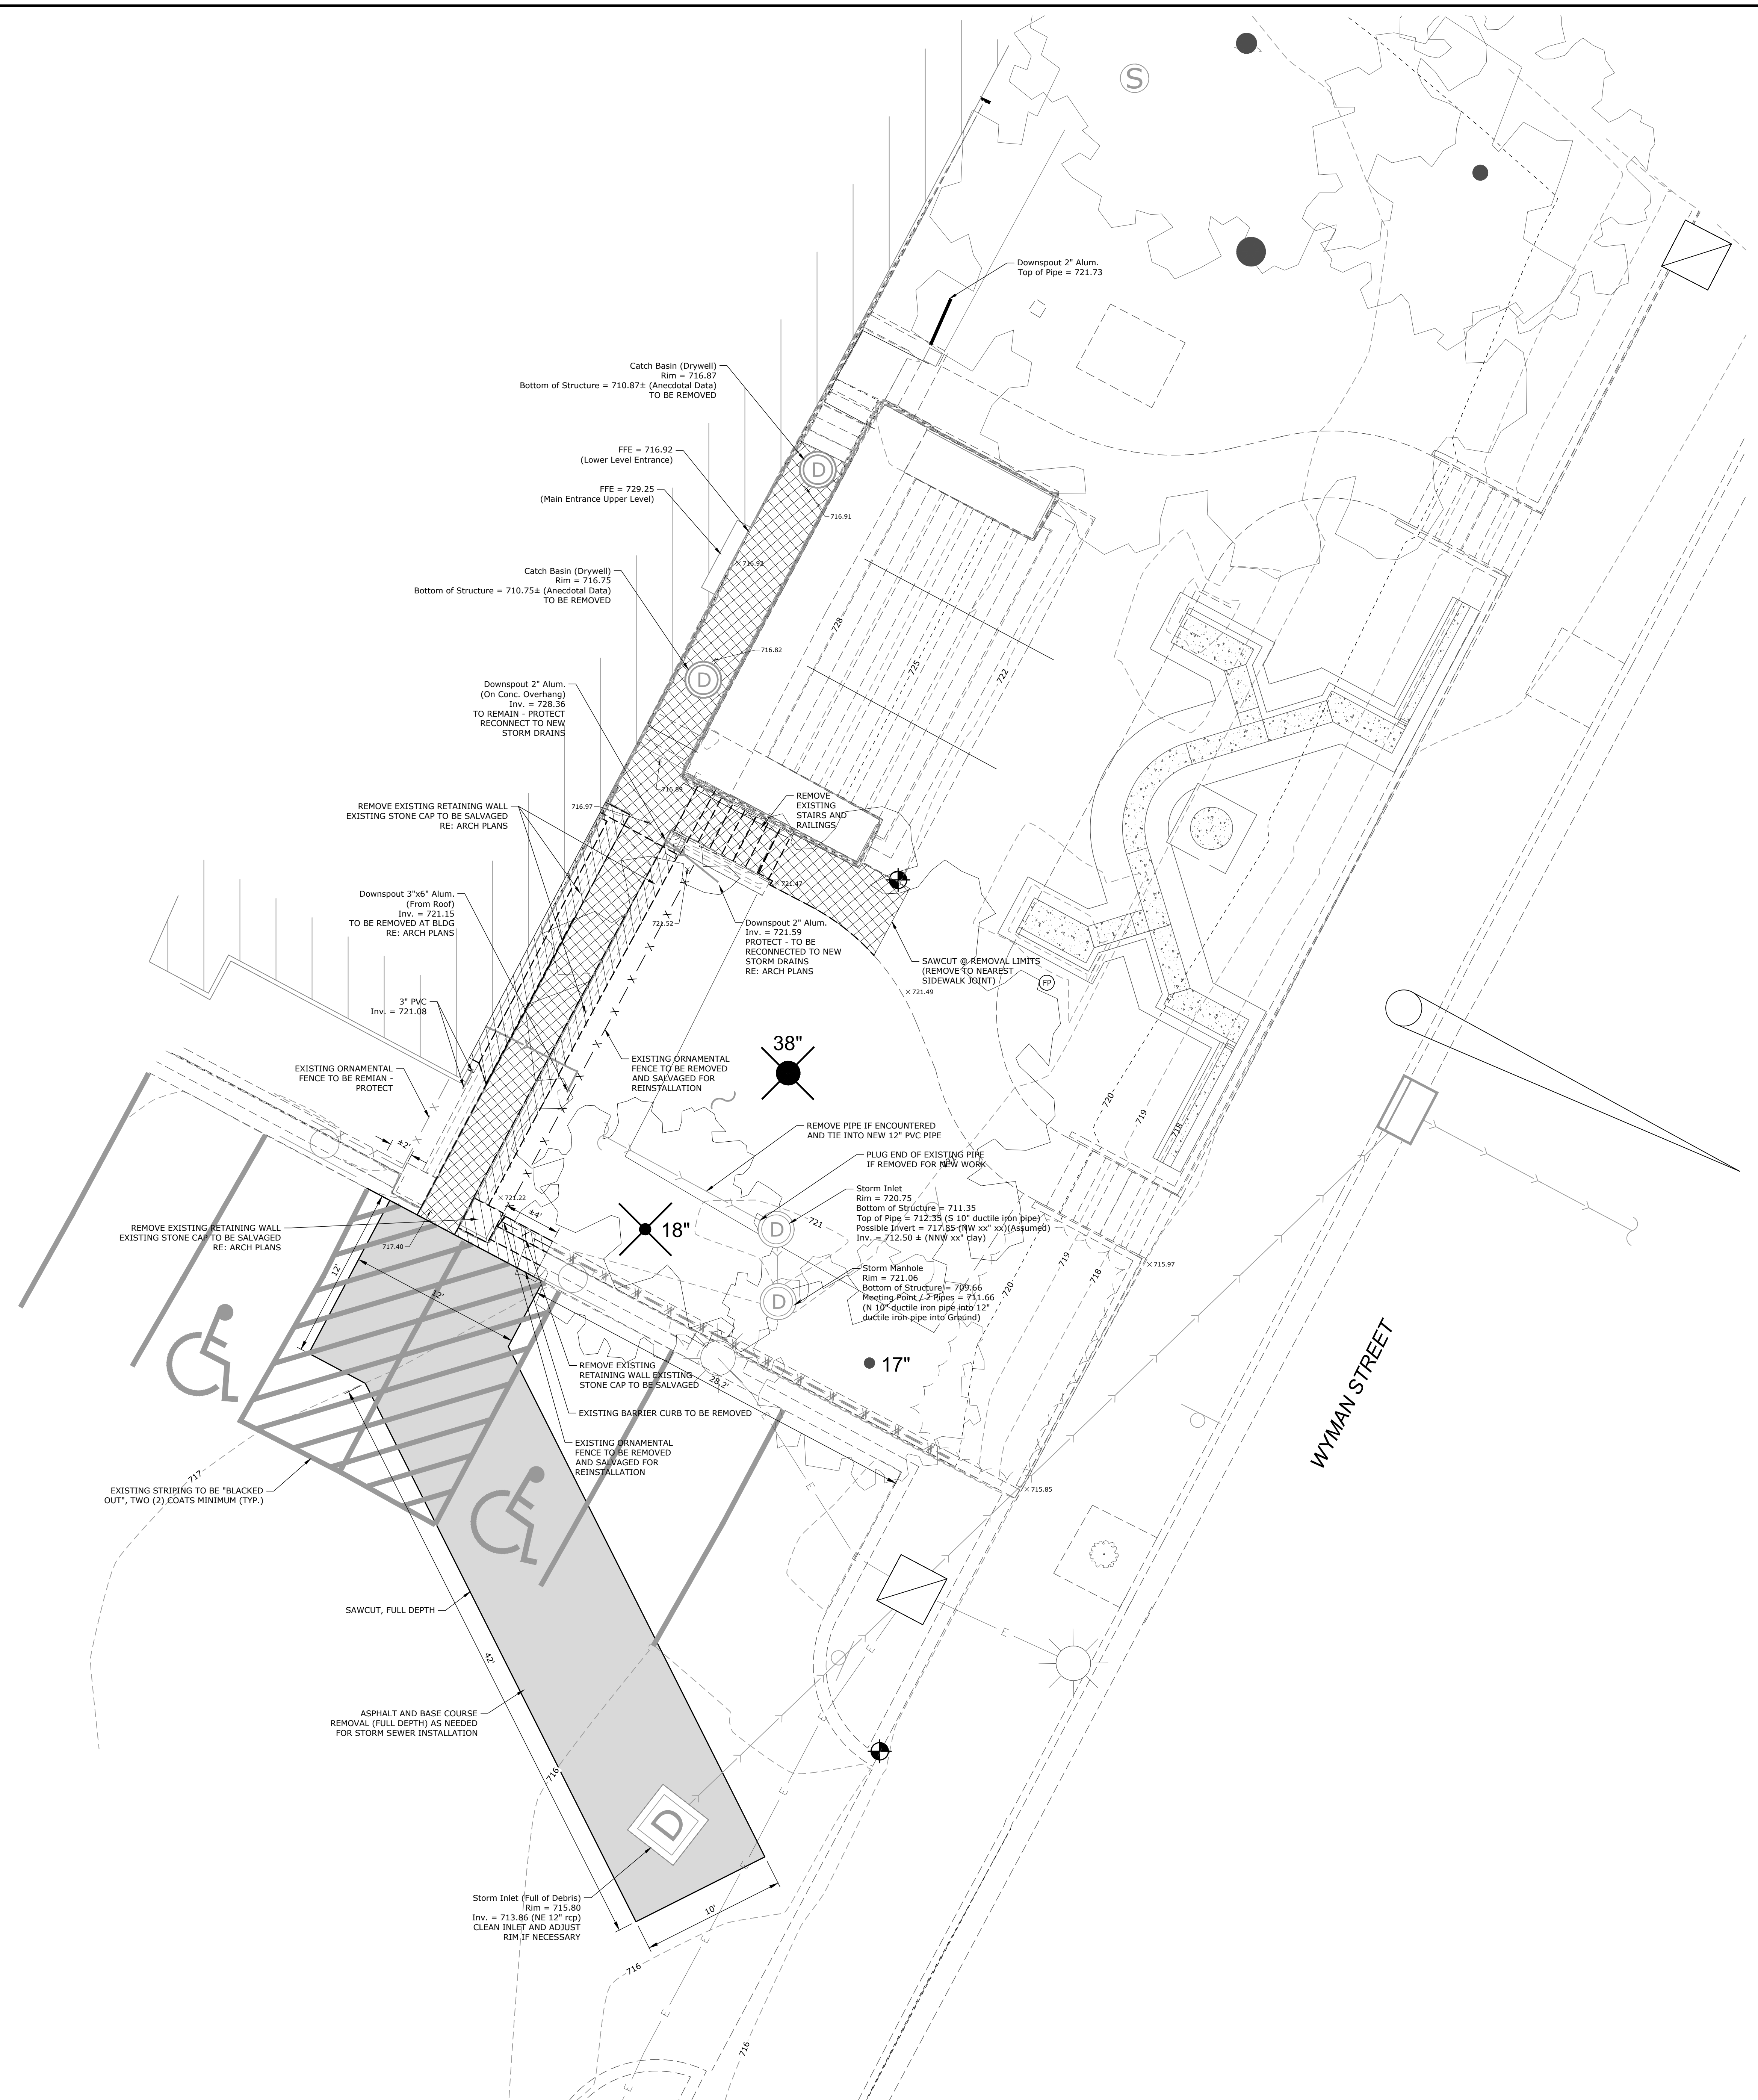 S
Downspout 2" Alum.
Top of Pipe = 721.73
Catch Basin (Drywell)
Rim = 716.87
Bottom of Structure = 710.87± (Anecdotal Data)
TO BE REMOVED
D
FFE = 716.92
(Lower Level Entrance)
FFE = 729.25
(Main Entrance Upper Level)
716.91
716.92
Catch Basin (Drywell)
Rim = 716.75
Bottom of Structure = 710.75± (Anecdotal Data)
TO BE REMOVED
D
716.82
728
725
722
Downspout 2" Alum.
(On Conc. Overhang)
Inv. = 728.36
TO REMAIN - PROTECT
RECONNECT TO NEW
STORM DRAINS
716.89
716.97
REMOVE
EXISTING
STAIRS AND
RAILINGS
REMOVE EXISTING RETAINING WALL
EXISTING STONE CAP TO BE SALVAGED
RE: ARCH PLANS
721.47
721.52
Downspout 3"x6" Alum.
(From Roof)
Inv. = 721.15
TO BE REMOVED AT BLDG
RE: ARCH PLANS
Downspout 2" Alum.
Inv. = 721.59
PROTECT - TO BE
RECONNECTED TO NEW
STORM DRAINS
RE: ARCH PLANS
SAWCUT @ REMOVAL LIMITS
(REMOVE TO NEAREST
SIDEWALK JOINT)
721.49
FP
3" PVC
Inv. = 721.08
38"
EXISTING ORNAMENTAL
FENCE TO BE REMOVED
AND SALVAGED FOR
REINSTALLATION
EXISTING ORNAMENTAL
FENCE TO BE REMIAN -
PROTECT
720
719
718
±2'
REMOVE PIPE IF ENCOUNTERED
AND TIE INTO NEW 12" PVC PIPE
PLUG END OF EXISTING PIPE
IF REMOVED FOR NEW WORK
721.22
±4'
Storm Inlet
Rim = 720.75
Bottom of Structure = 711.35
Top of Pipe = 712.35 (S 10" ductile iron pipe)
Possible Invert = 717.85 (NW xx" xx)(Assumed)
Inv. = 712.50 ± (NNW xx" clay)
D
721
18"
REMOVE EXISTING RETAINING WALL
EXISTING STONE CAP TO BE SALVAGED
RE: ARCH PLANS
717.40
12'
12'
Storm Manhole
Rim = 721.06
Bottom of Structure = 709.66
Meeting Point / 2 Pipes = 711.66
(N 10" ductile iron pipe into 12"
ductile iron pipe into Ground)
D
719
718
720
715.97
17"
REMOVE EXISTING
RETAINING WALL EXISTING
STONE CAP TO BE SALVAGED
28.2'
EXISTING BARRIER CURB TO BE REMOVED
EXISTING ORNAMENTAL
FENCE TO BE REMOVED
AND SALVAGED FOR
REINSTALLATION
WYMAN STREET
717
EXISTING STRIPING TO BE "BLACKED
OUT", TWO (2) COATS MINIMUM (TYP.)
715.85
SAWCUT, FULL DEPTH
42'
ASPHALT AND BASE COURSE
REMOVAL (FULL DEPTH) AS NEEDED
FOR STORM SEWER INSTALLATION
716
D
Storm Inlet (Full of Debris)
Rim = 715.80
Inv. = 713.86 (NE 12" rcp)
CLEAN INLET AND ADJUST
RIM IF NECESSARY
10'
716
716
E
E
E
E
E
E
E
E
E
E